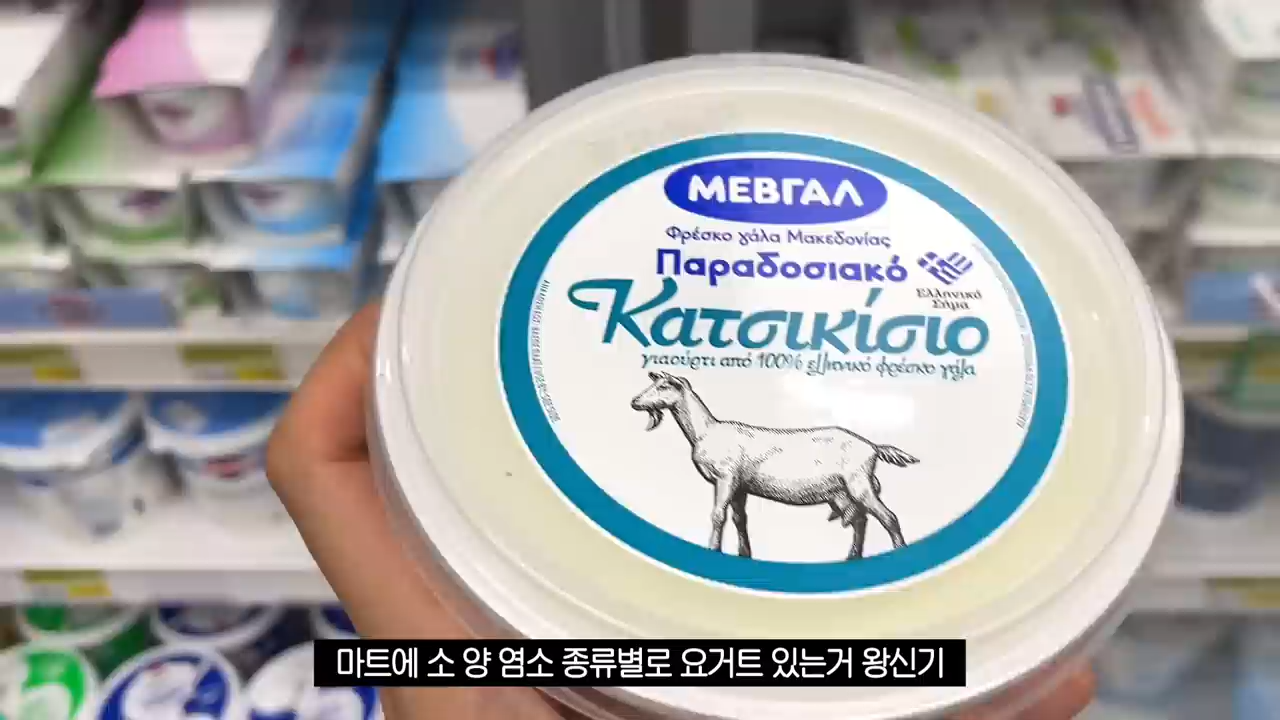 ΜΕΒΓΑΛ
Φρέσκο γάλα Μακεδονίας
Παραδοσιακό
Ελληνικό
Σήμα
Κατσικίσιο
γιαούρτι από 100% ελληνικό φρέσκο γάλα
마트에 소 양 염소 종류별로 요거트 있는거 왕신기